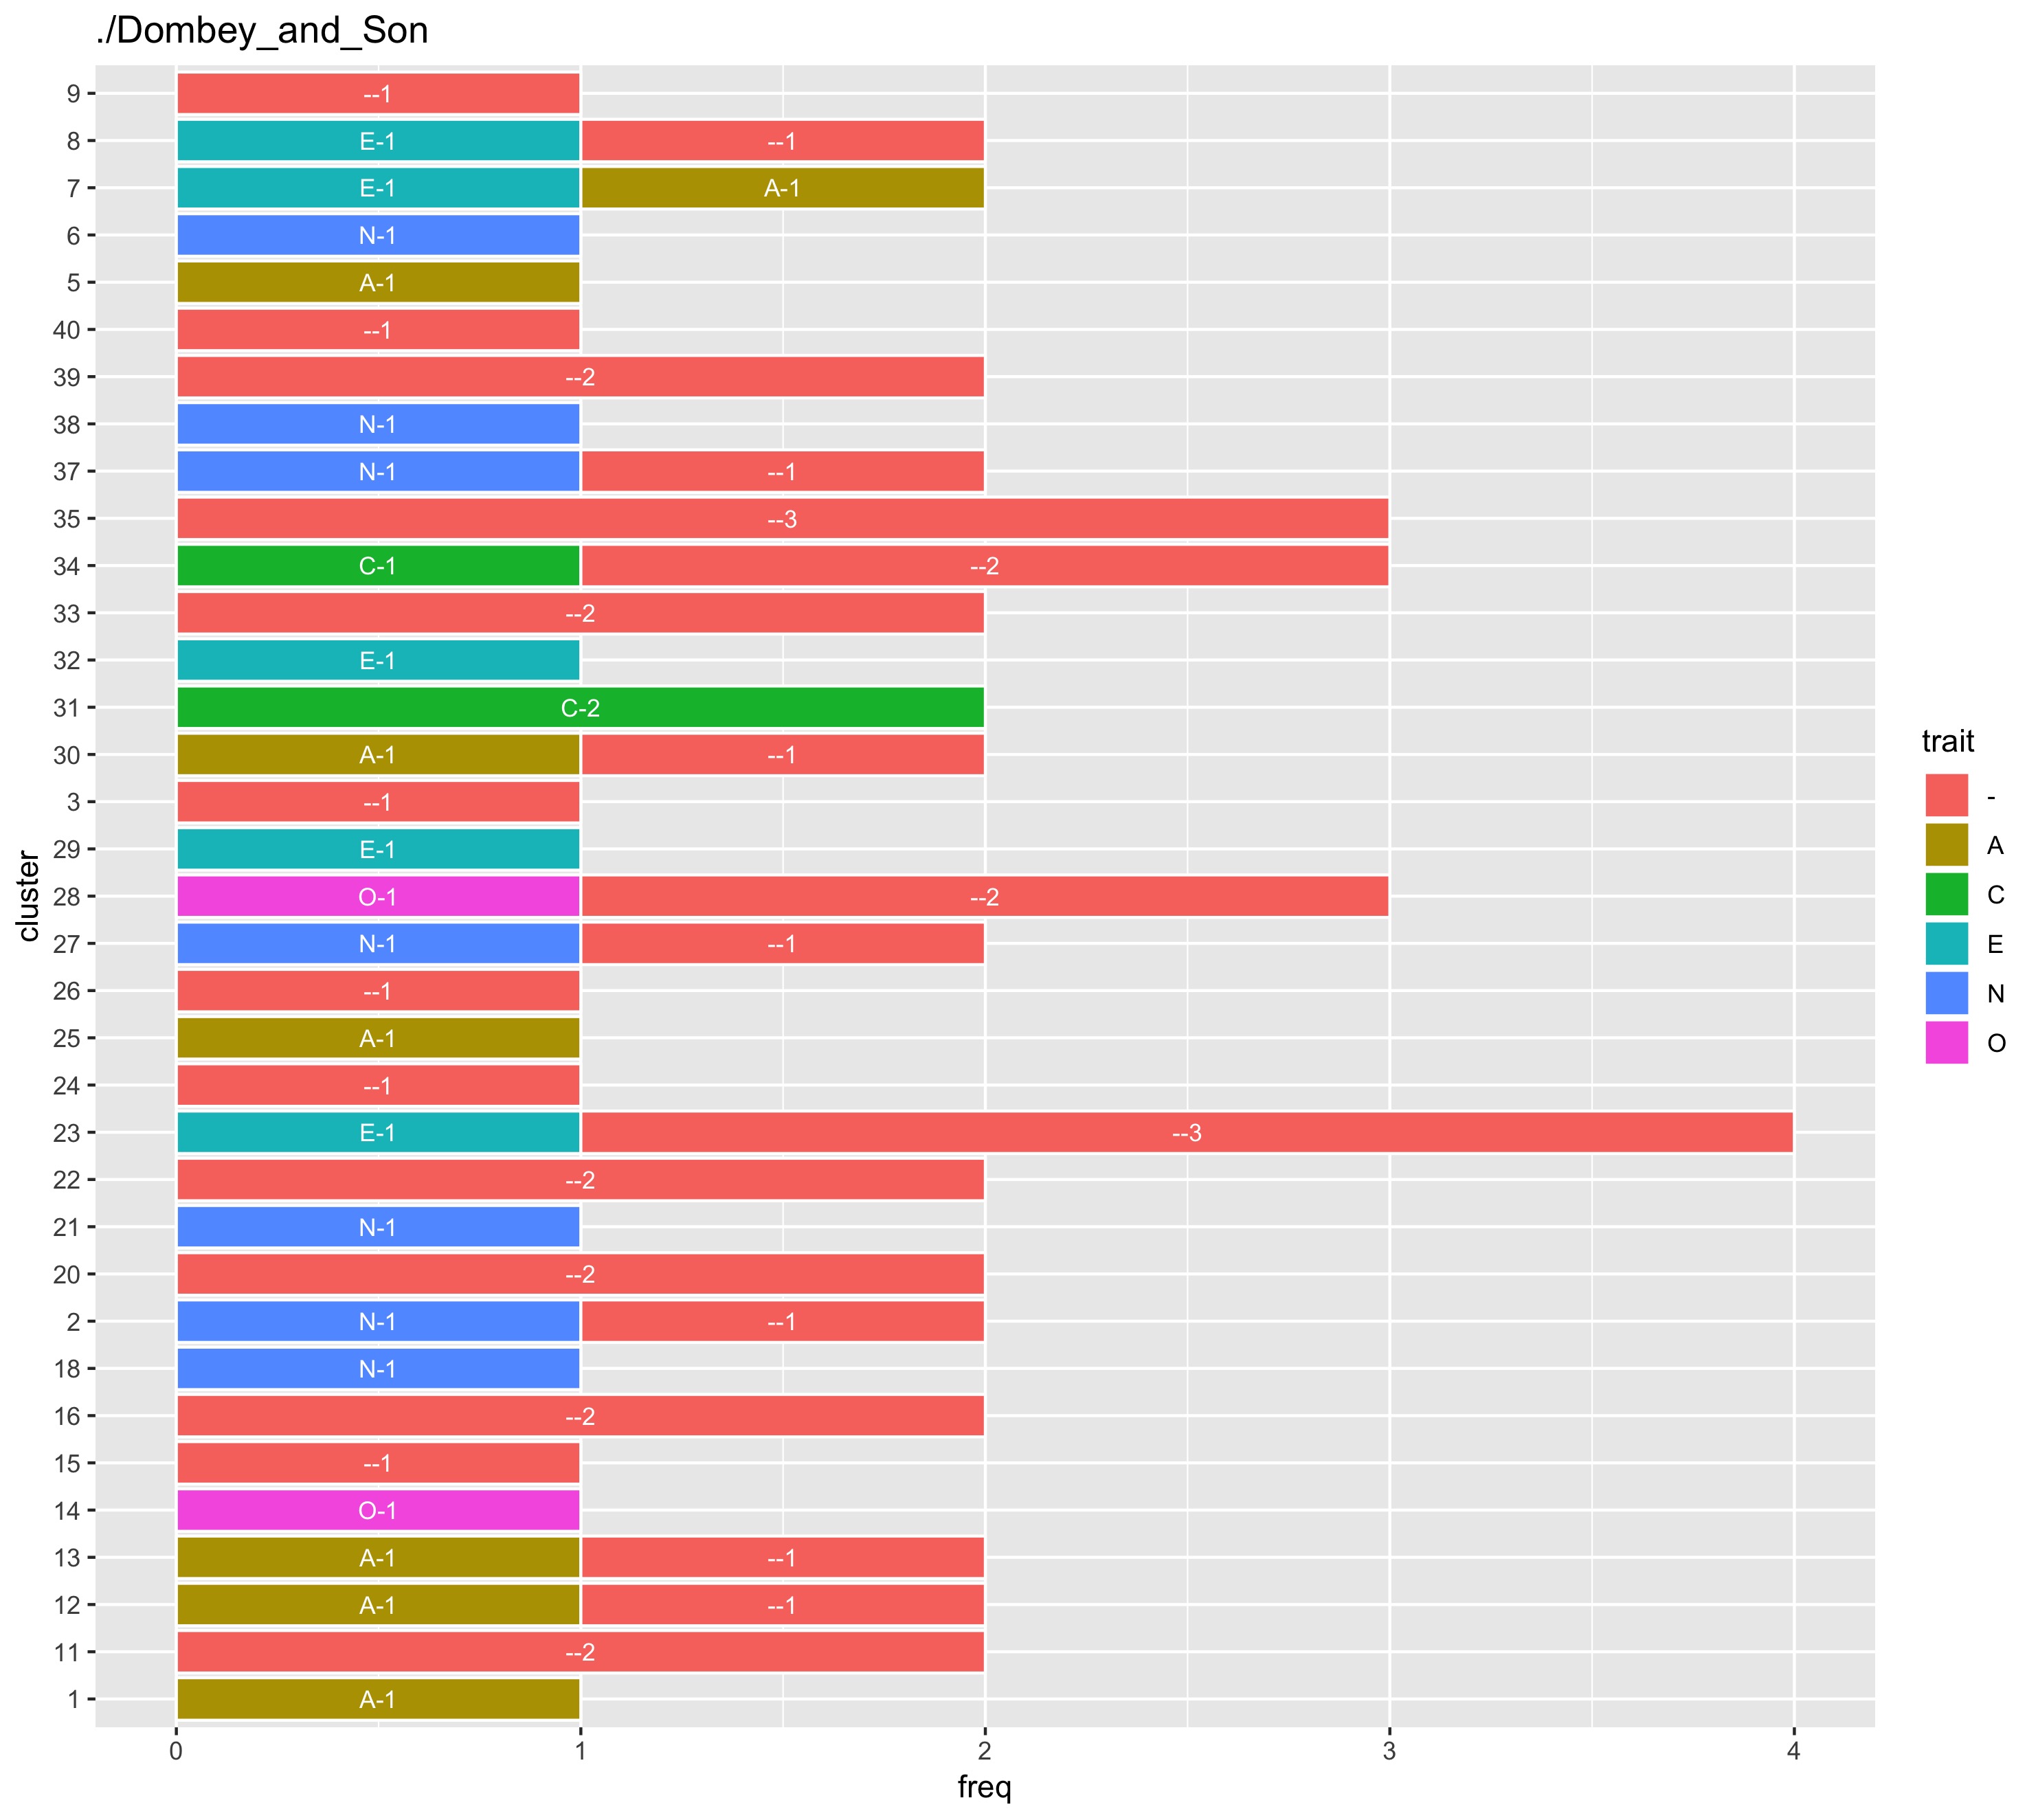 ./Dombey_and_Son
9 --1
8 E-1 --1
7 E-1 A-1
6 N-1
5 A-1
40 --1
39 --2
38 N-1
37 N-1 --1
35 --3
34 C-1 --2
33 --2
32 E-1
31 C-2
30 A-1 --1
3 --1
29 E-1
28 O-1 --2
27 N-1 --1
26 --1
25 A-1
24 --1
23 E-1 --3
22 --2
21 N-1
20 --2
2 N-1 --1
18 N-1
16 --2
15 --1
14 O-1
13 A-1 --1
12 A-1 --1
11 --2
1 A-1
0 1 2 3 4
freq
cluster
trait
-
A
C
E
N
O